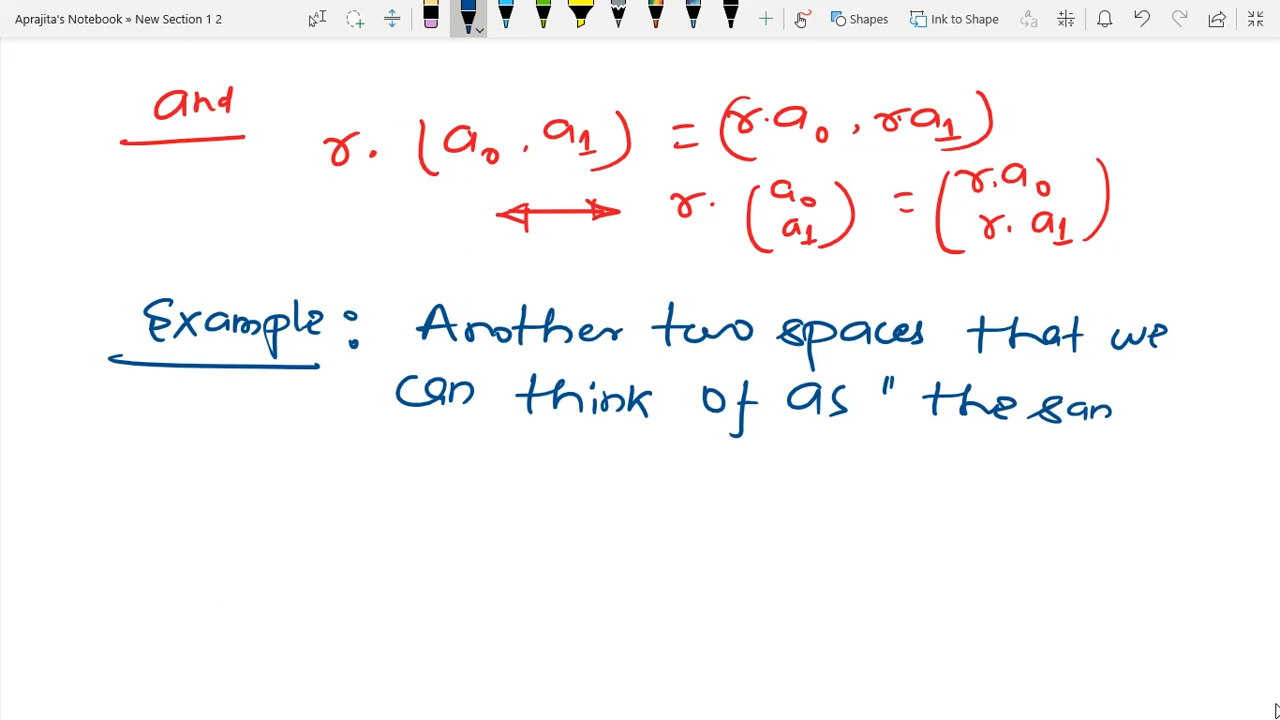 Aprajita's Notebook » New Section 1 2
Shapes
Ink to Shape
and
r. (a₀, a₁) = (r.a₀, r.a₁)
↔ r. (a₀ a₁) = (r.a₀ r.a₁)
Example: Another two spaces that we
can think of as " the sam